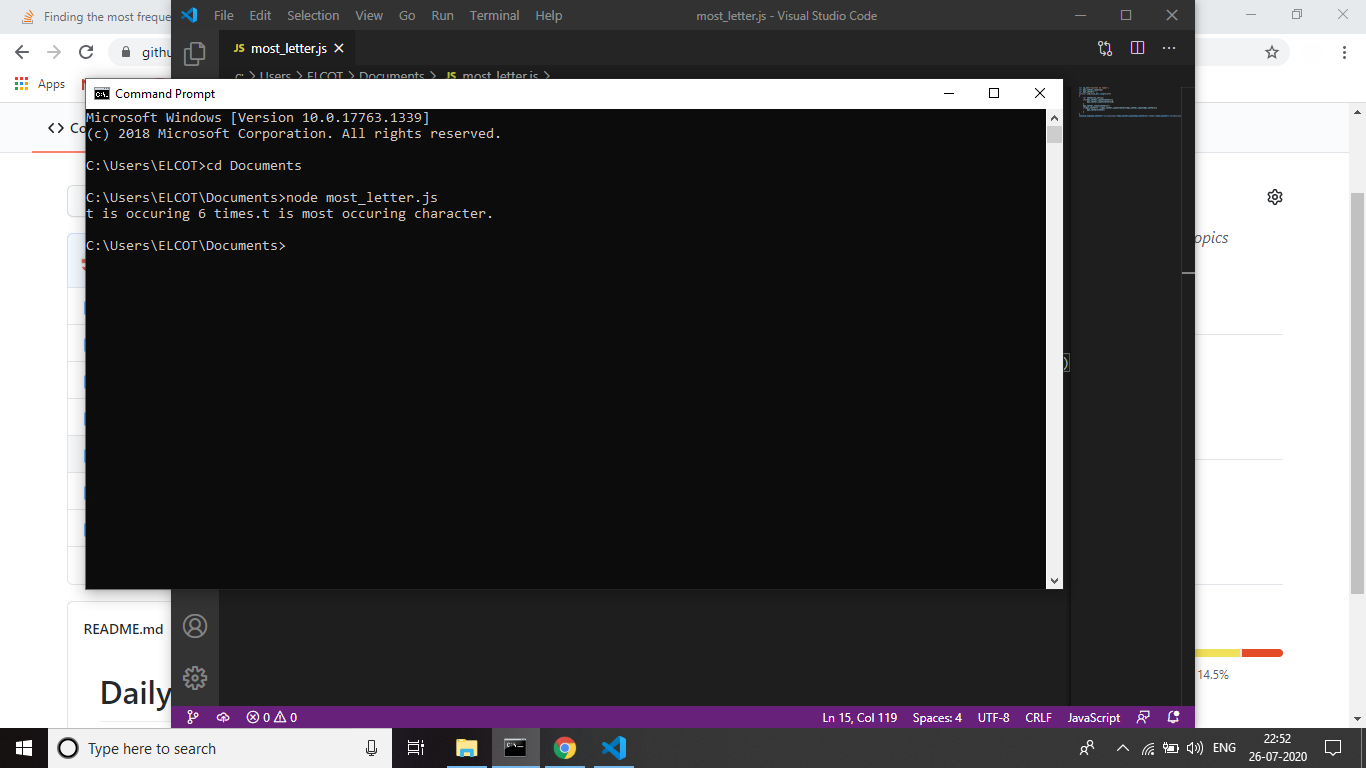 Finding the most freque
File Edit Selection View Go Run Terminal Help
most_letter.js - Visual Studio Code
JS most_letter.js
gith
Apps
Users > ELCOT > Documents > JS most_letter.js >
Command Prompt
Microsoft Windows [Version 10.0.17763.1339]
(c) 2018 Microsoft Corporation. All rights reserved.
C:\Users\ELCOT>cd Documents
C:\Users\ELCOT\Documents>node most_letter.js
t is occuring 6 times.t is most occuring character.
C:\Users\ELCOT\Documents>
<> Co
opics
)
README.md
Daily
14.5%
0 0
Ln 15, Col 119 Spaces: 4 UTF-8 CRLF JavaScript
Type here to search
ENG
22:52
26-07-2020